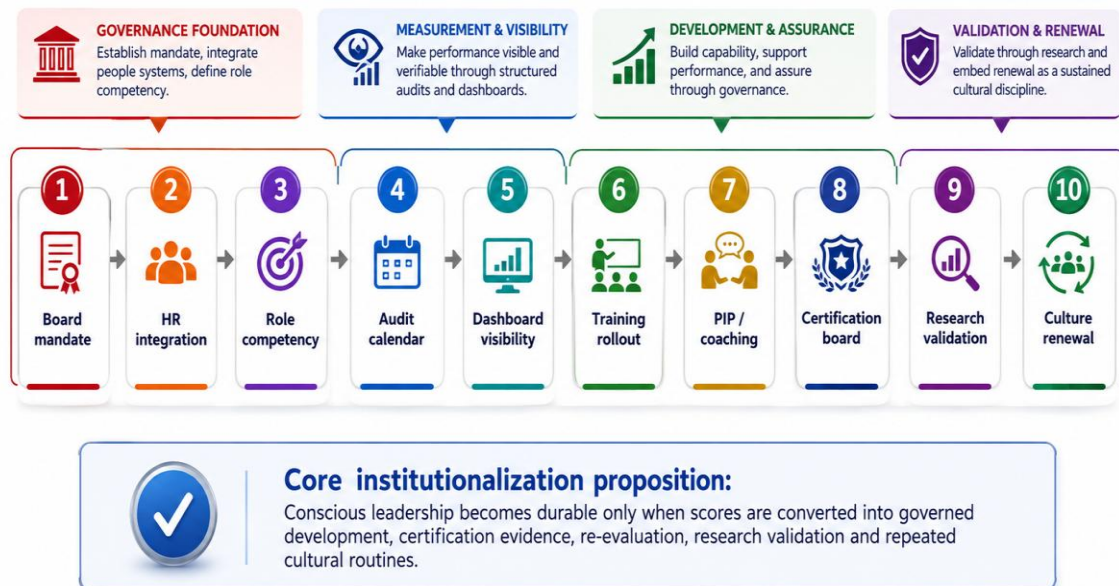 GOVERNANCE FOUNDATION
Establish mandate, integrate
people systems, define role
competency.
MEASUREMENT & VISIBILITY
Make performance visible and
verifiable through structured
audits and dashboards.
DEVELOPMENT & ASSURANCE
Build capability, support
performance, and assure
through governance.
VALIDATION & RENEWAL
Validate through research and
embed renewal as a sustained
cultural discipline.
1
Board
mandate
2
HR
integration
3
Role
competency
4
Audit
calendar
5
Dashboard
visibility
6
Training
rollout
7
PIP /
coaching
8
Certification
board
9
Research
validation
10
Culture
renewal
Core institutionalization proposition:
Conscious leadership becomes durable only when scores are converted into governed
development, certification evidence, re-evaluation, research validation and repeated
cultural routines.